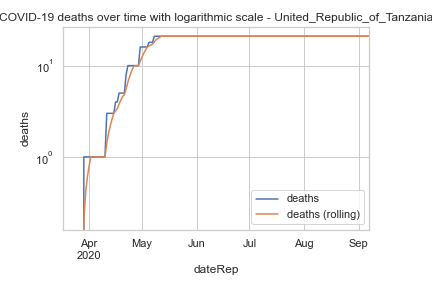 COVID-19 deaths over time with logarithmic scale - United_Republic_of_Tanzania
deaths
10¹
10⁰
deaths
deaths (rolling)
Apr May Jun Jul Aug Sep
2020
dateRep